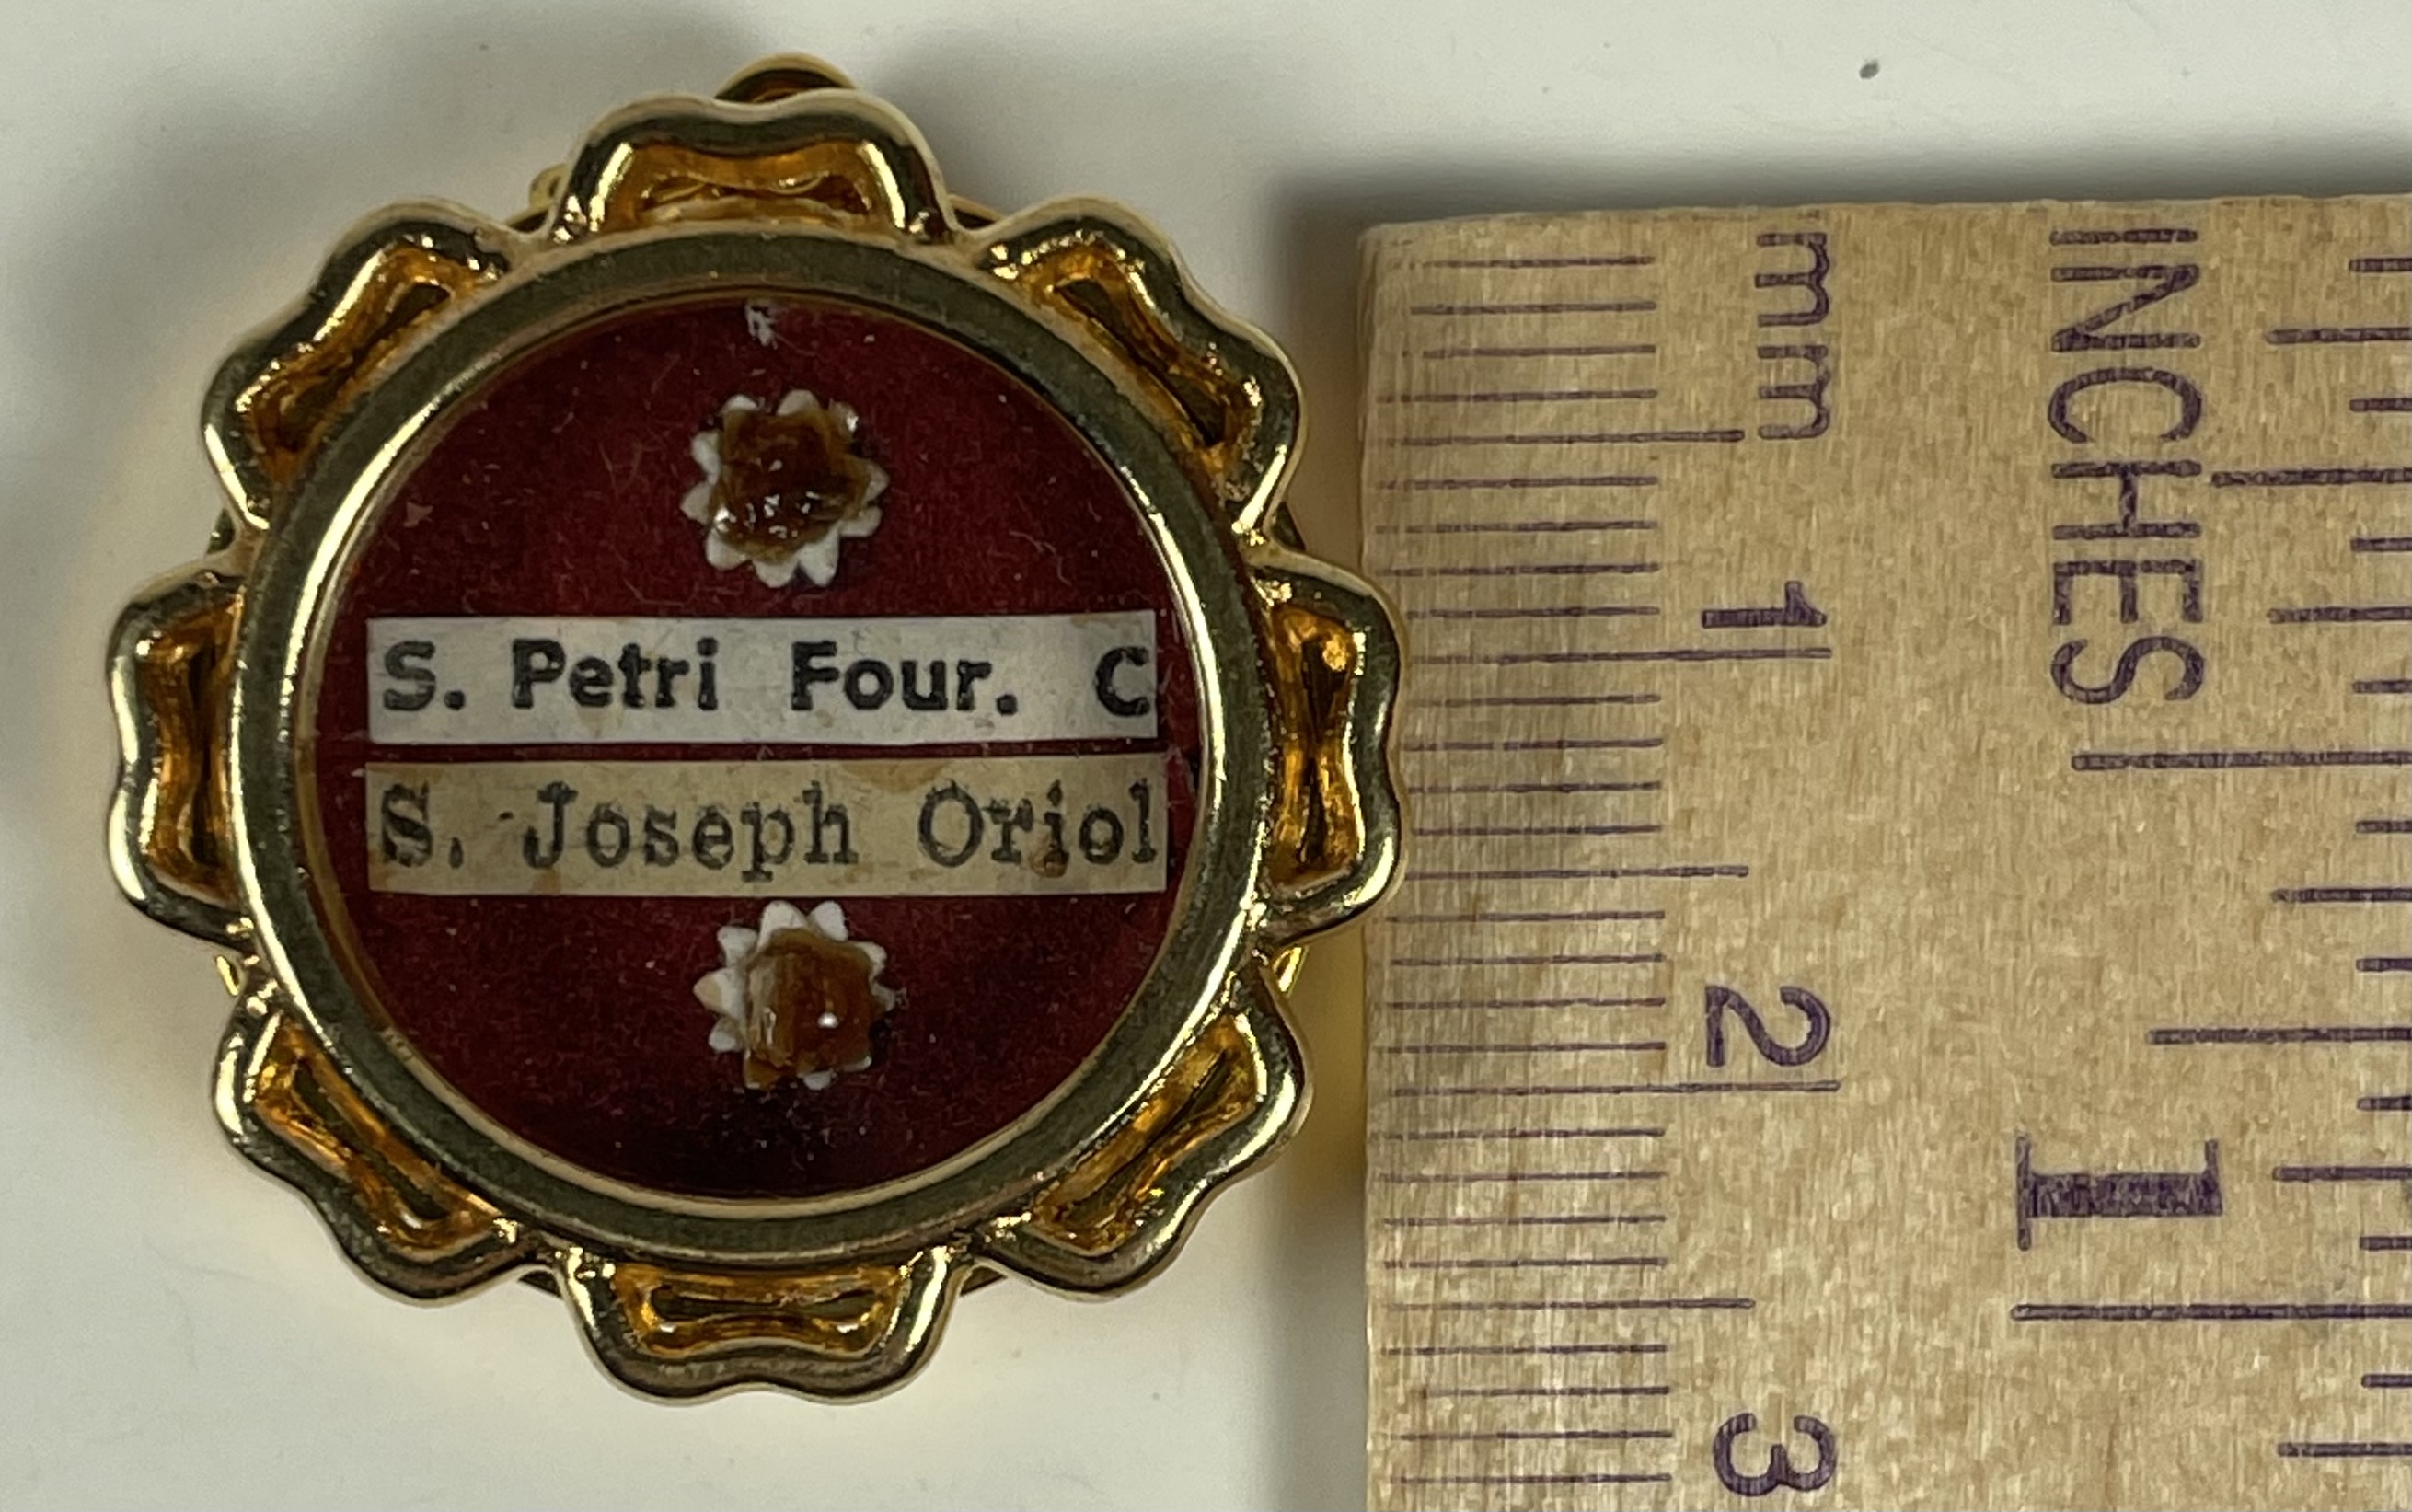 S. Petri Four. C
S. Joseph Oriol
mm
1
2
3
INCHES
1